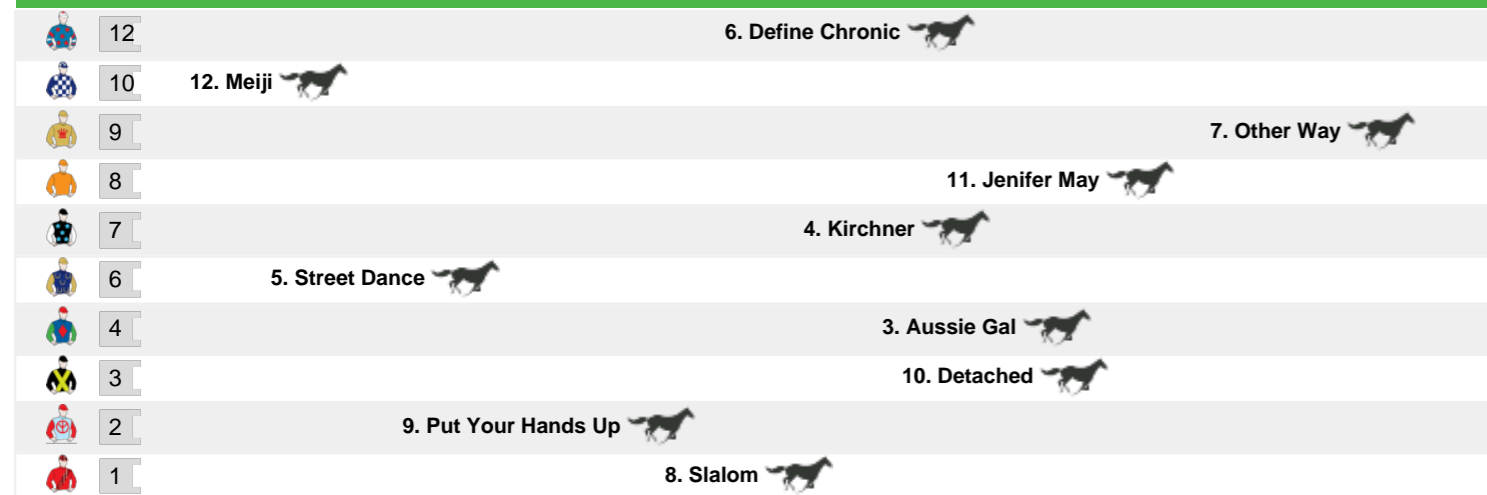 12 6. Define Chronic
10 12. Meiji
9 7. Other Way
8 11. Jenifer May
7 4. Kirchner
6 5. Street Dance
4 3. Aussie Gal
3 10. Detached
2 9. Put Your Hands Up
1 8. Slalom